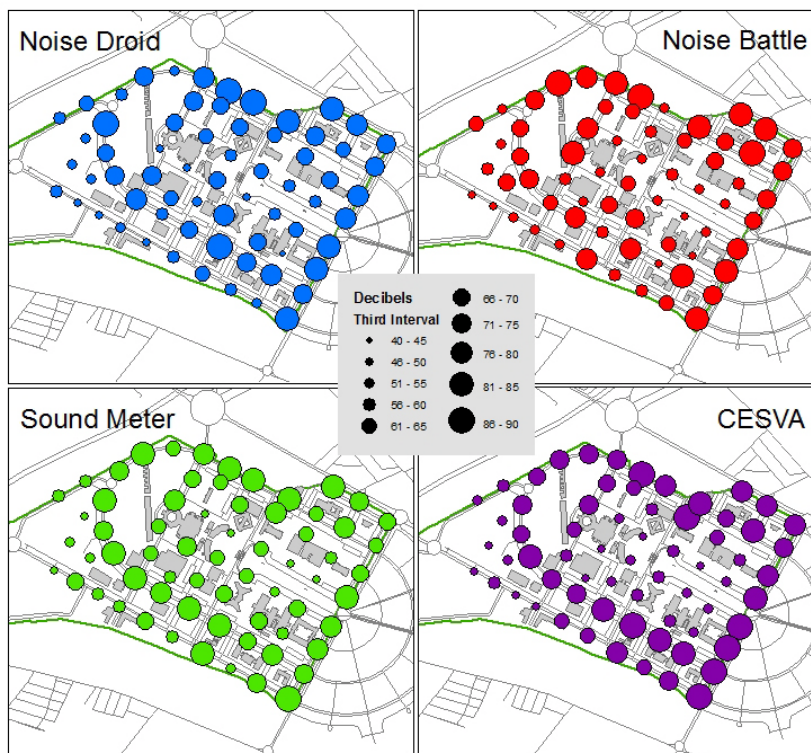 Noise Droid
Noise Battle
Decibels
Third Interval
40 - 45
46 - 50
51 - 55
56 - 60
61 - 65
66 - 70
71 - 75
76 - 80
81 - 85
86 - 90
Sound Meter
CESVA